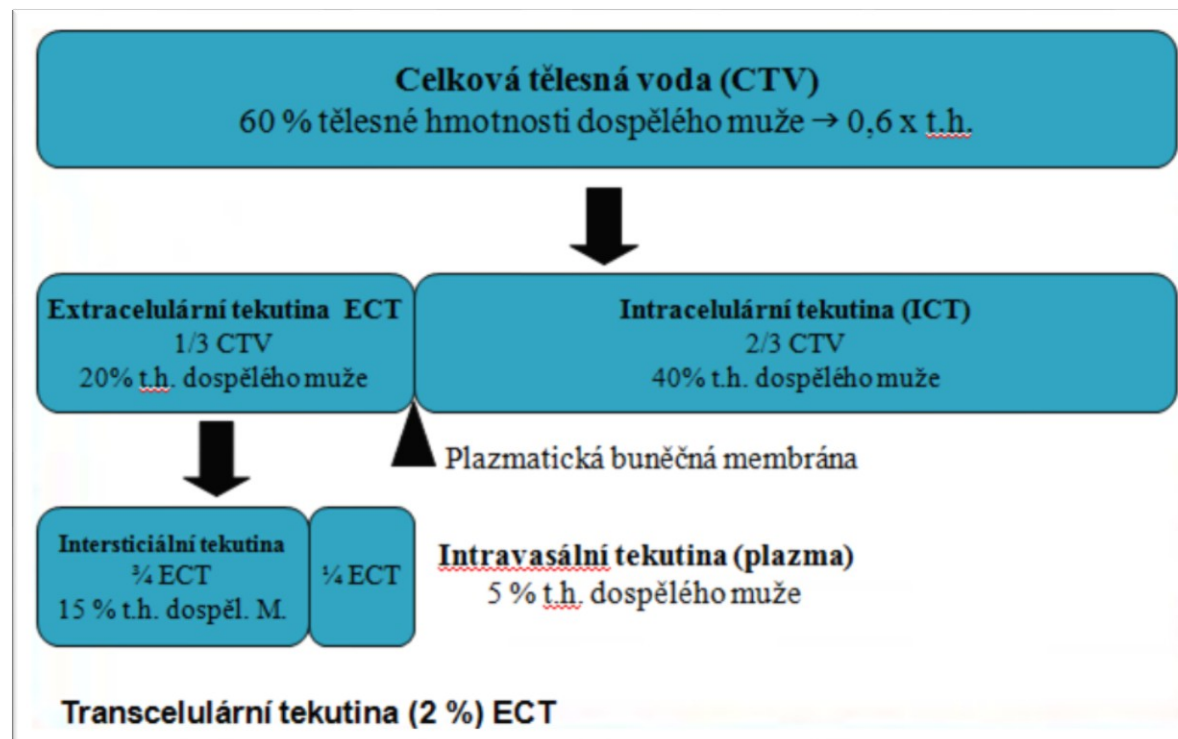 Celková tělesná voda (CTV)
60 % tělesné hmotnosti dospělého muže → 0,6 x t.h.
Extracelulární tekutina  ECT
1/3 CTV
20% t.h. dospělého muže
Intracelulární tekutina (ICT)
2/3 CTV
40% t.h. dospělého muže
Plazmatická buněčná membrána
Intersticiální tekutina
¾ ECT
15 % t.h. dospěl. M.
¼ ECT
Intravasální tekutina (plazma)
5 % t.h. dospělého muže
Transcelulární tekutina (2 %) ECT